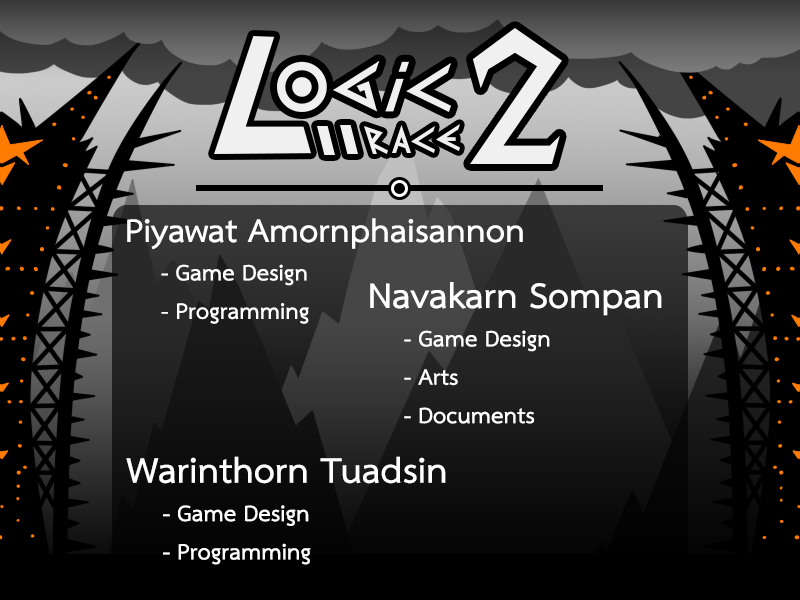 Logic 2
Race
Piyawat Amornphaisannon
- Game Design
- Programming
Navakarn Sompan
- Game Design
- Arts
- Documents
Warinthorn Tuadsin
- Game Design
- Programming